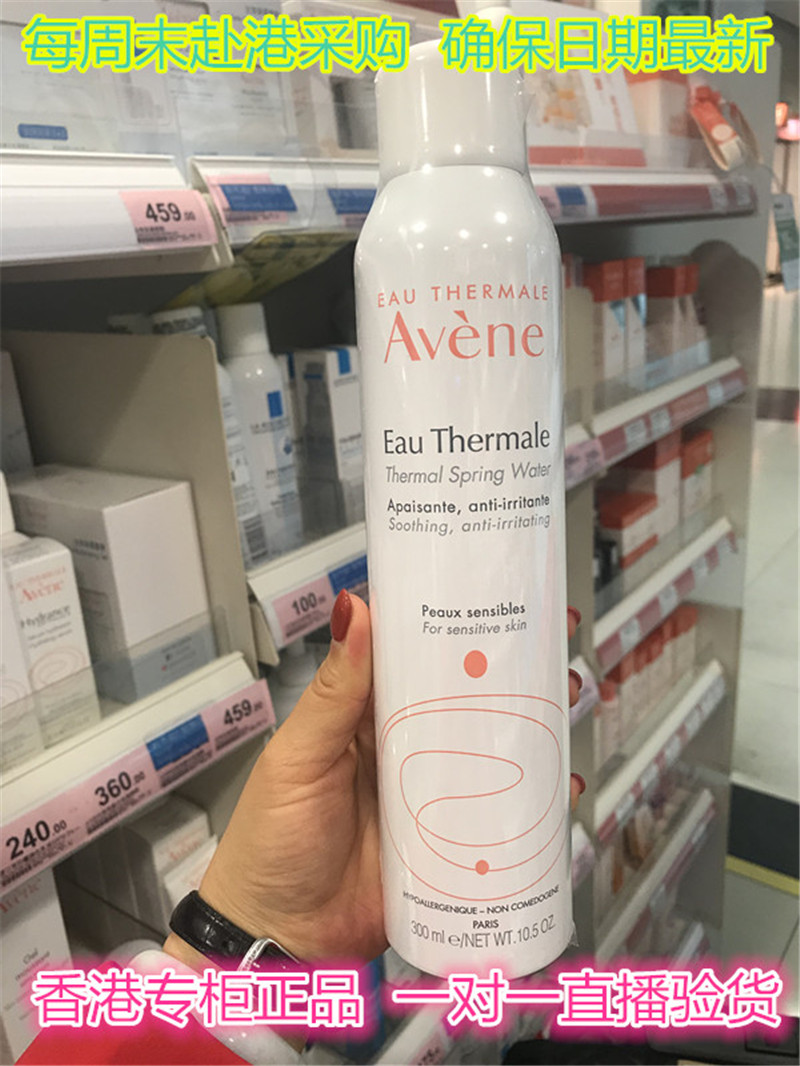 每周末赴港采购 确保日期最新
459.00
EAU THERMALE
Avène
Eau Thermale
Thermal Spring Water
Apaisante, anti-irritante
Soothing, anti-irritating
Peaux sensibles
For sensitive skin
HYPOALLERGENIQUE – NON COMEDOGENE
PARIS
300 ml e/NET WT. 10.5 OZ.
100.00
EAU THERMALE
Avène
Hydrance
459.00
360.00
240.00
香港专柜正品 一对一直播验货